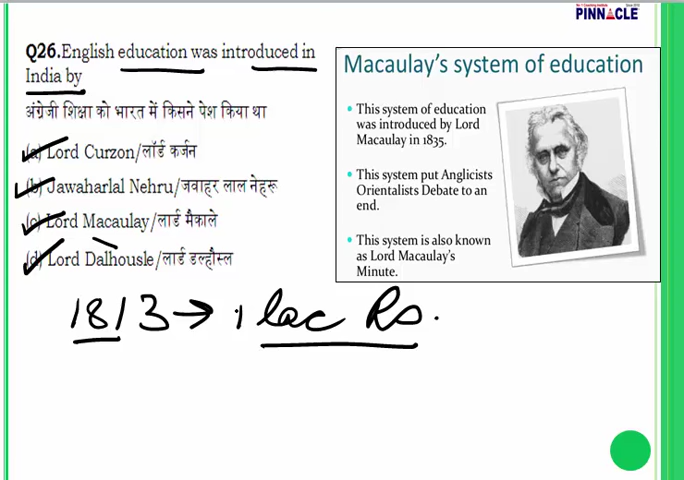 PINNACLE
Q26.English education was introduced in
India by
अंग्रेजी शिक्षा को भारत में किसने पेश किया था
(a) Lord Curzon/लॉर्ड कर्जन
(b) Jawaharlal Nehru/जवाहर लाल नेहरू
(c) Lord Macaulay/लार्ड मैकाले
(d) Lord Dalhousle/लार्ड डल्हौस्ल
Macaulay's system of education
• This system of education
was introduced by Lord
Macaulay in 1835.
• This system put Anglicists
Orientalists Debate to an
end.
• This system is also known
as Lord Macaulay's
Minute.
1813 → 1 lac Rs.